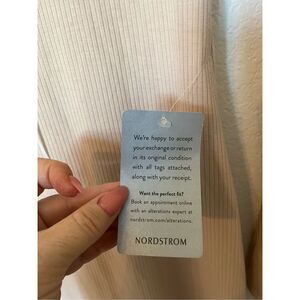 We're happy to accept
your exchange or return
in its original condition
with all tags attached,
along with your receipt.
Want the perfect fit?
Book an appointment online
with an alterations expert at
nordstrom.com/alterations.
NORDSTROM